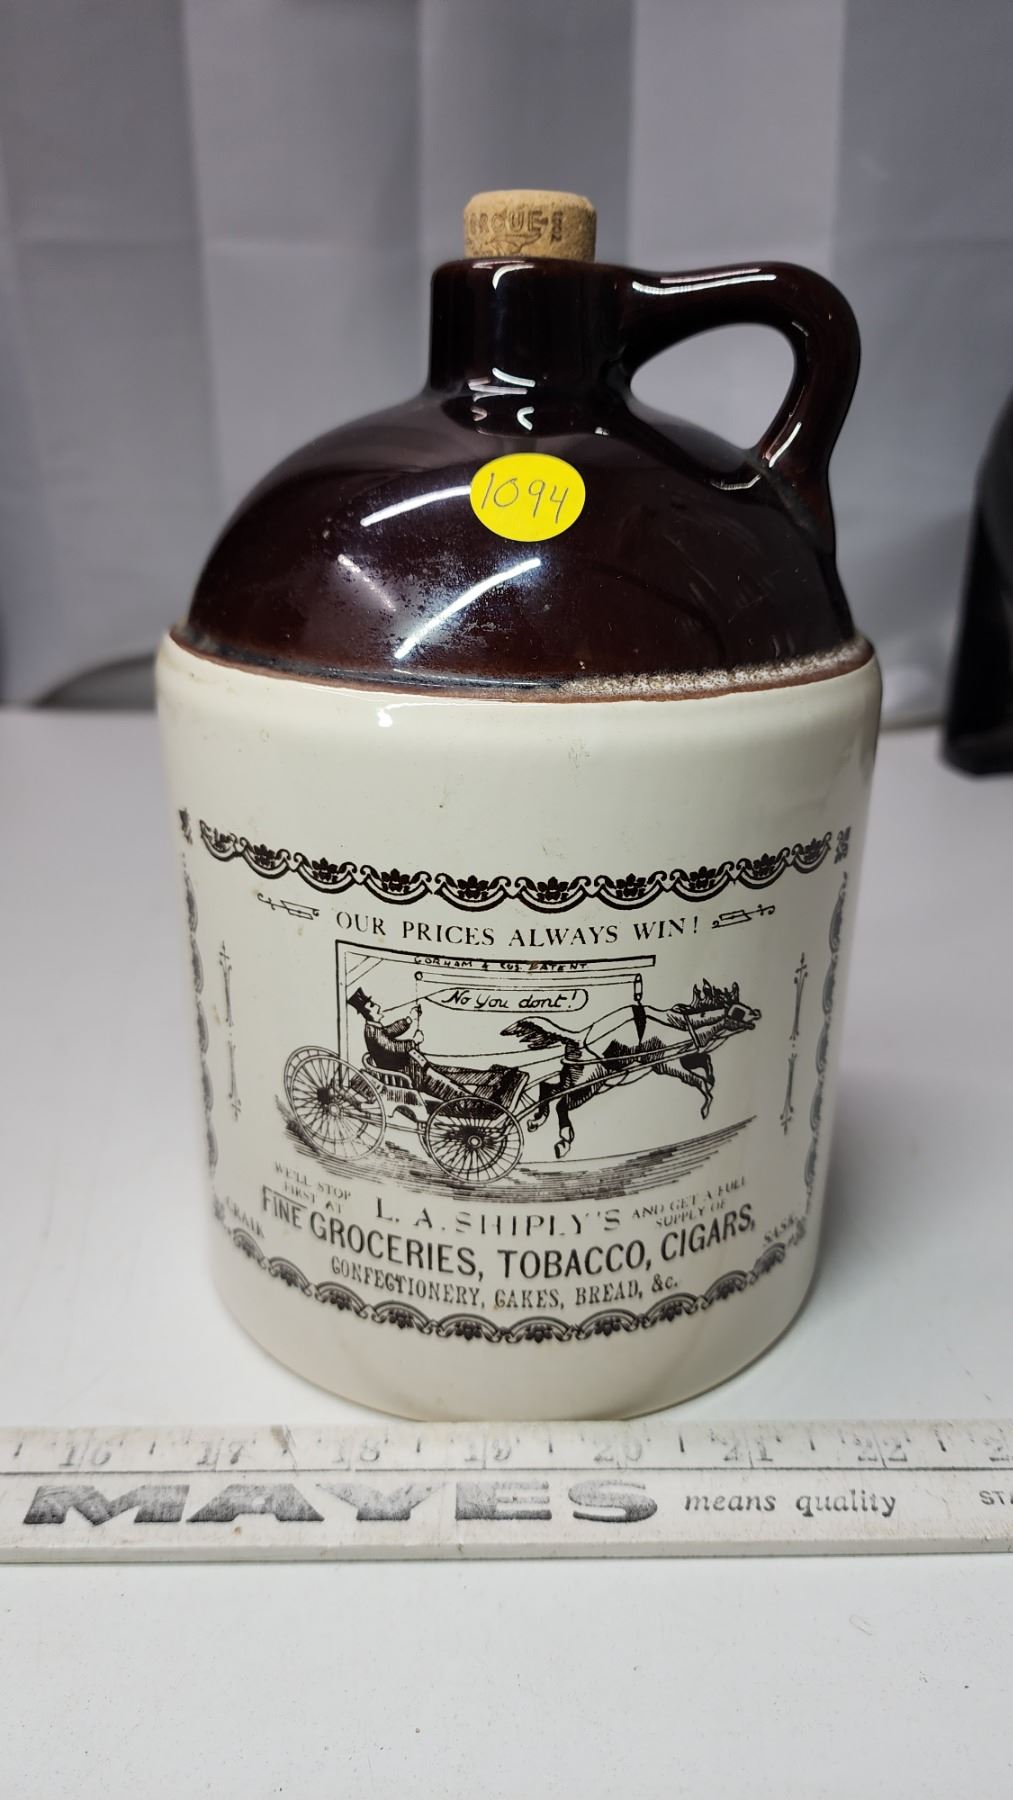 1094
OUR PRICES ALWAYS WIN!
GORHAM & PATENT
No you dont!
WE'LL STOP
FIRST AT
L. A. SHIPLY'S
AND GET A FULL
SUPPLY OF
CRAIK
SASK.
FINE GROCERIES, TOBACCO, CIGARS,
CONFECTIONERY, CAKES, BREAD, &c.
16 17 18 19 20 21 22
MAYES means quality